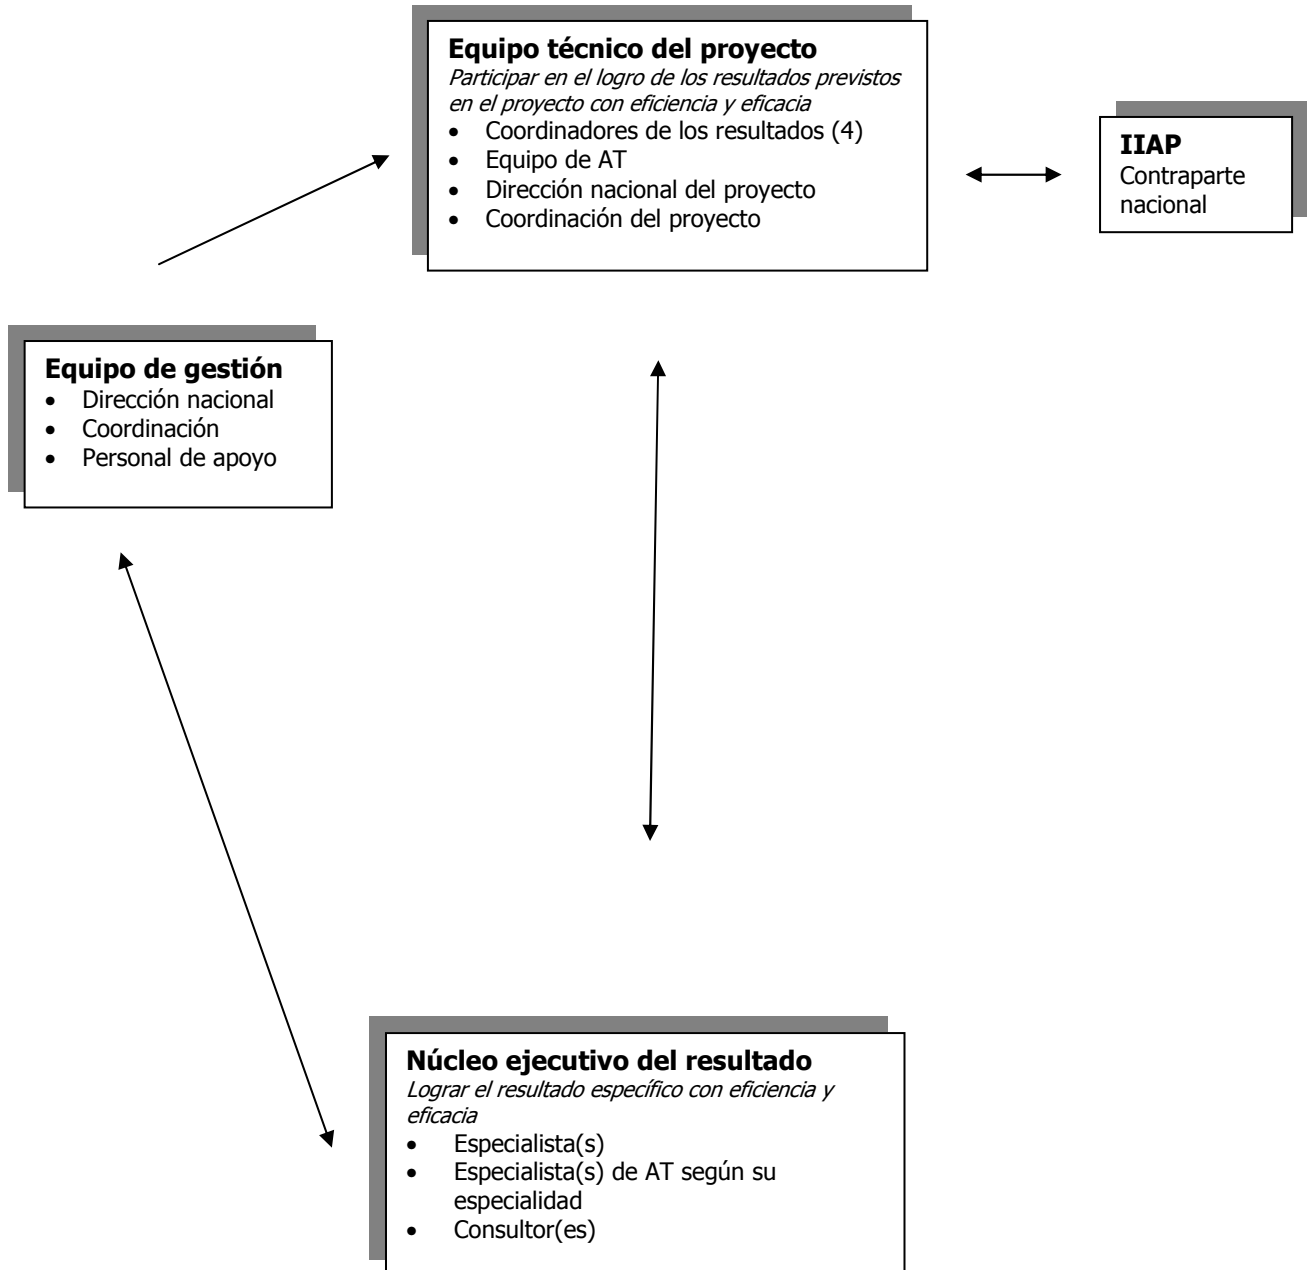 Equipo técnico del proyecto
Participar en el logro de los resultados previstos
en el proyecto con eficiencia y eficacia
• Coordinadores de los resultados (4)
• Equipo de AT
• Dirección nacional del proyecto
• Coordinación del proyecto
IIAP
Contraparte
nacional
Equipo de gestión
• Dirección nacional
• Coordinación
• Personal de apoyo
Núcleo ejecutivo del resultado
Lograr el resultado específico con eficiencia y
eficacia
• Especialista(s)
• Especialista(s) de AT según su
especialidad
• Consultor(es)